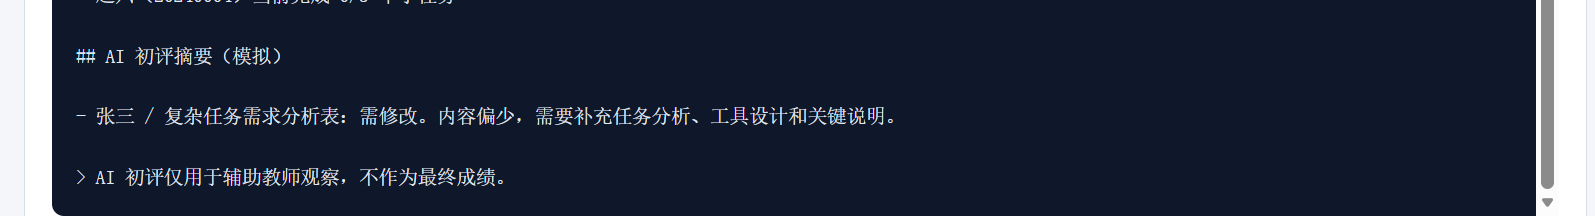 ## AI 初评摘要（模拟）
- 张三 / 复杂任务需求分析表：需修改。内容偏少，需要补充任务分析、工具设计和关键说明。
> AI 初评仅用于辅助教师观察，不作为最终成绩。